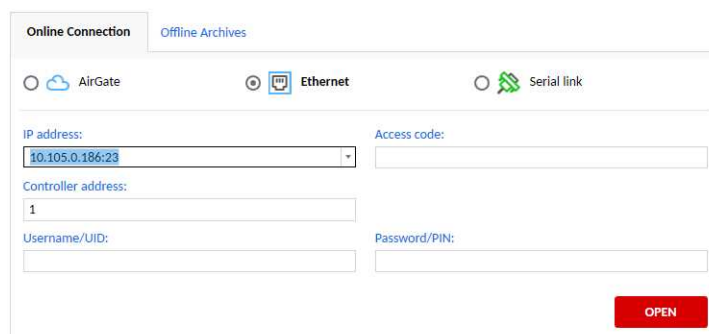 Online Connection Offline Archives
AirGate Ethernet Serial link
IP address: Access code:
10.105.0.186:23
Controller address:
1
Username/UID: Password/PIN:
OPEN